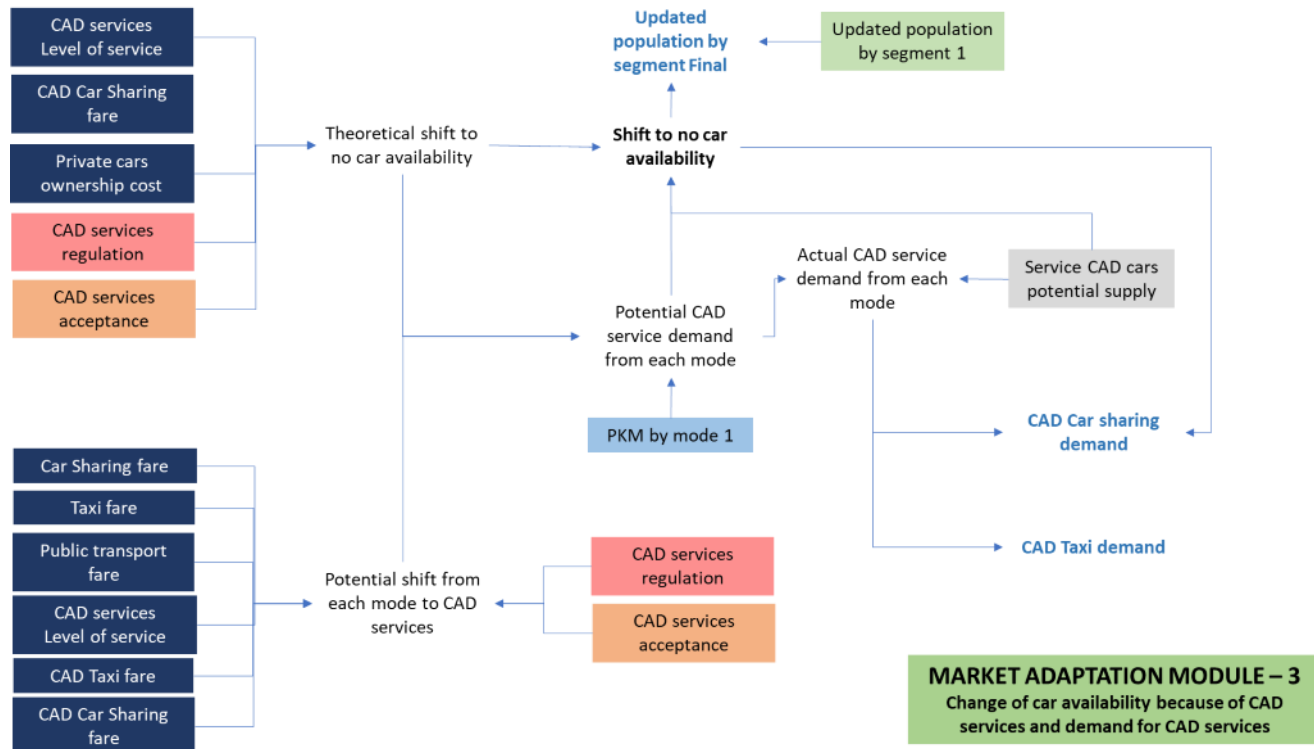 CAD services
Level of service
CAD Car Sharing
fare
Private cars
ownership cost
CAD services
regulation
CAD services
acceptance
Theoretical shift to
no car availability
Updated
population by
segment Final
Updated population
by segment 1
Shift to no car
availability
Actual CAD service
demand from each
mode
Service CAD cars
potential supply
Potential CAD
service demand
from each mode
PKM by mode 1
CAD Car sharing
demand
CAD Taxi demand
Car Sharing fare
Taxi fare
Public transport
fare
CAD services
Level of service
CAD Taxi fare
CAD Car Sharing
fare
Potential shift from
each mode to CAD
services
CAD services
regulation
CAD services
acceptance
MARKET ADAPTATION MODULE – 3
Change of car availability because of CAD
services and demand for CAD services